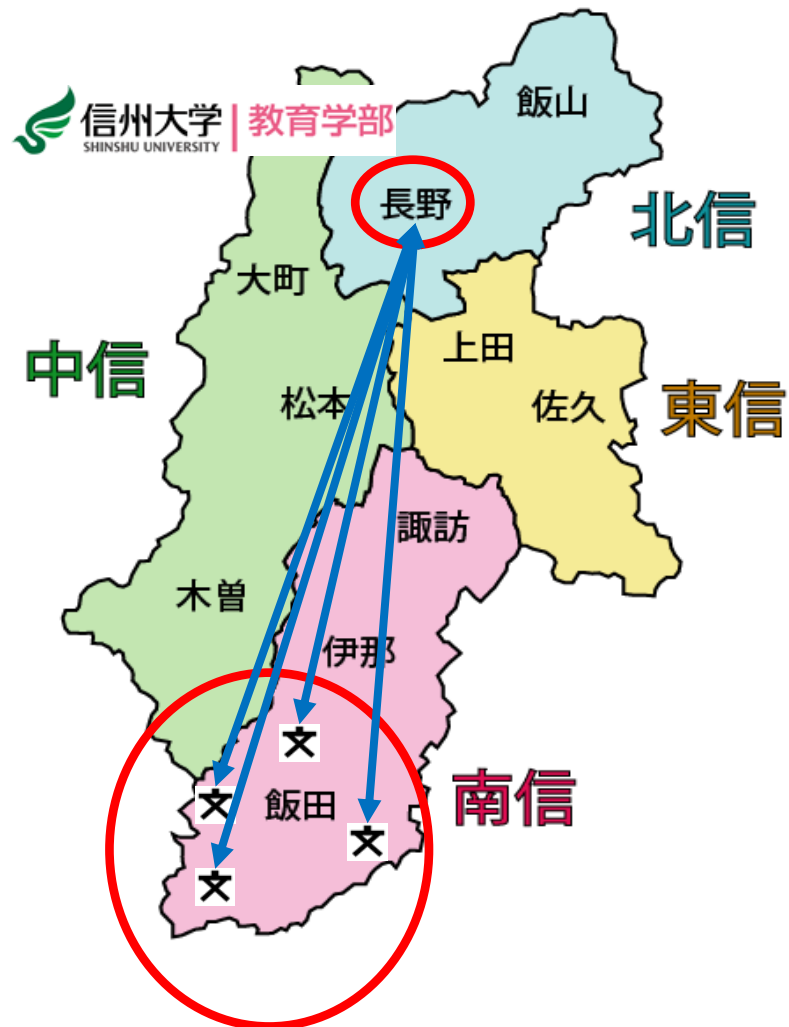 飯山
信州大学 | 教育学部
SHINSHU UNIVERSITY
長野
北信
大町
上田
中信
松本
佐久
東信
諏訪
木曽
伊那
文
南信
文
飯田
文
文